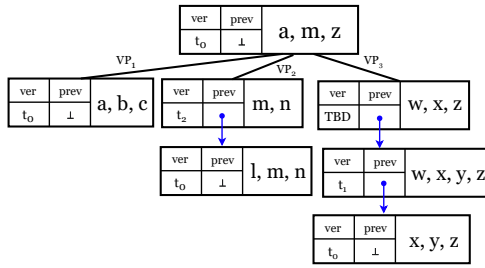 ver prev a, m, z
t₀ ⊥
VP₁ VP₂ VP₃
ver prev a, b, c
t₀ ⊥
ver prev m, n
t₂
ver prev w, x, z
TBD
ver prev l, m, n
t₀ ⊥
ver prev w, x, y, z
t₁
ver prev x, y, z
t₀ ⊥